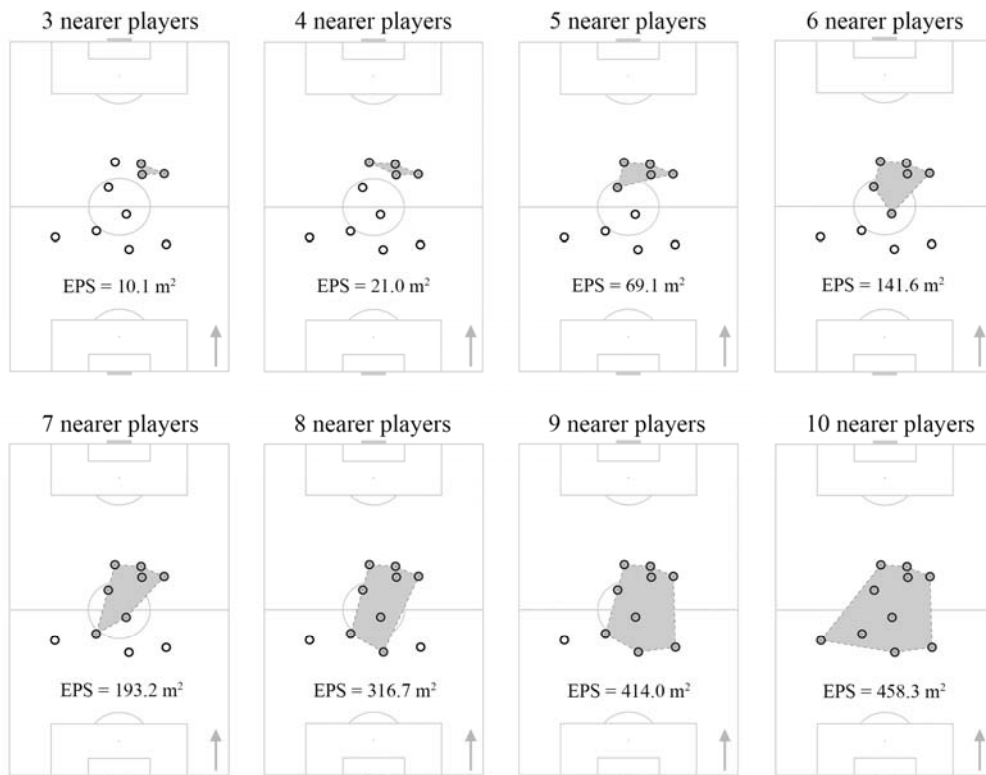 3 nearer players
4 nearer players
5 nearer players
6 nearer players
EPS = 10.1 m²
EPS = 21.0 m²
EPS = 69.1 m²
EPS = 141.6 m²
7 nearer players
8 nearer players
9 nearer players
10 nearer players
EPS = 193.2 m²
EPS = 316.7 m²
EPS = 414.0 m²
EPS = 458.3 m²